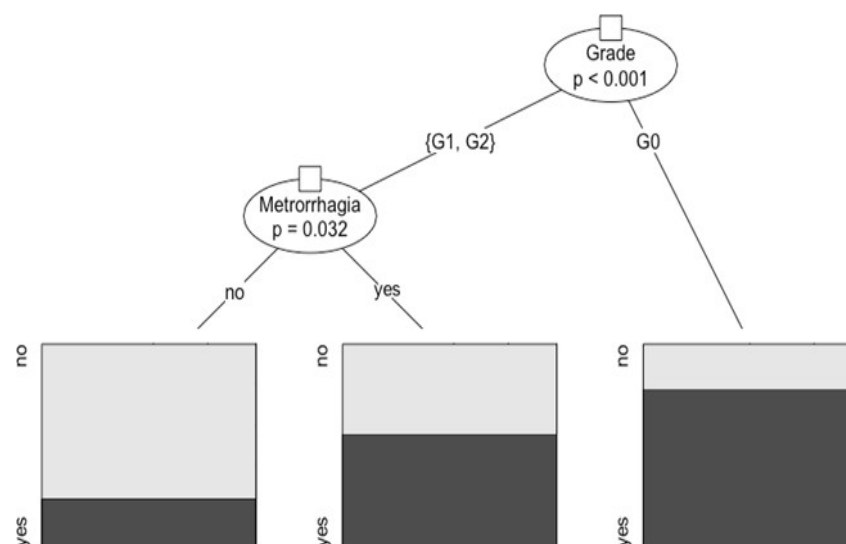 Grade
p < 0.001
{G1, G2}
G0
Metrorrhagia
p = 0.032
no
yes
no
yes
no
yes
no
yes